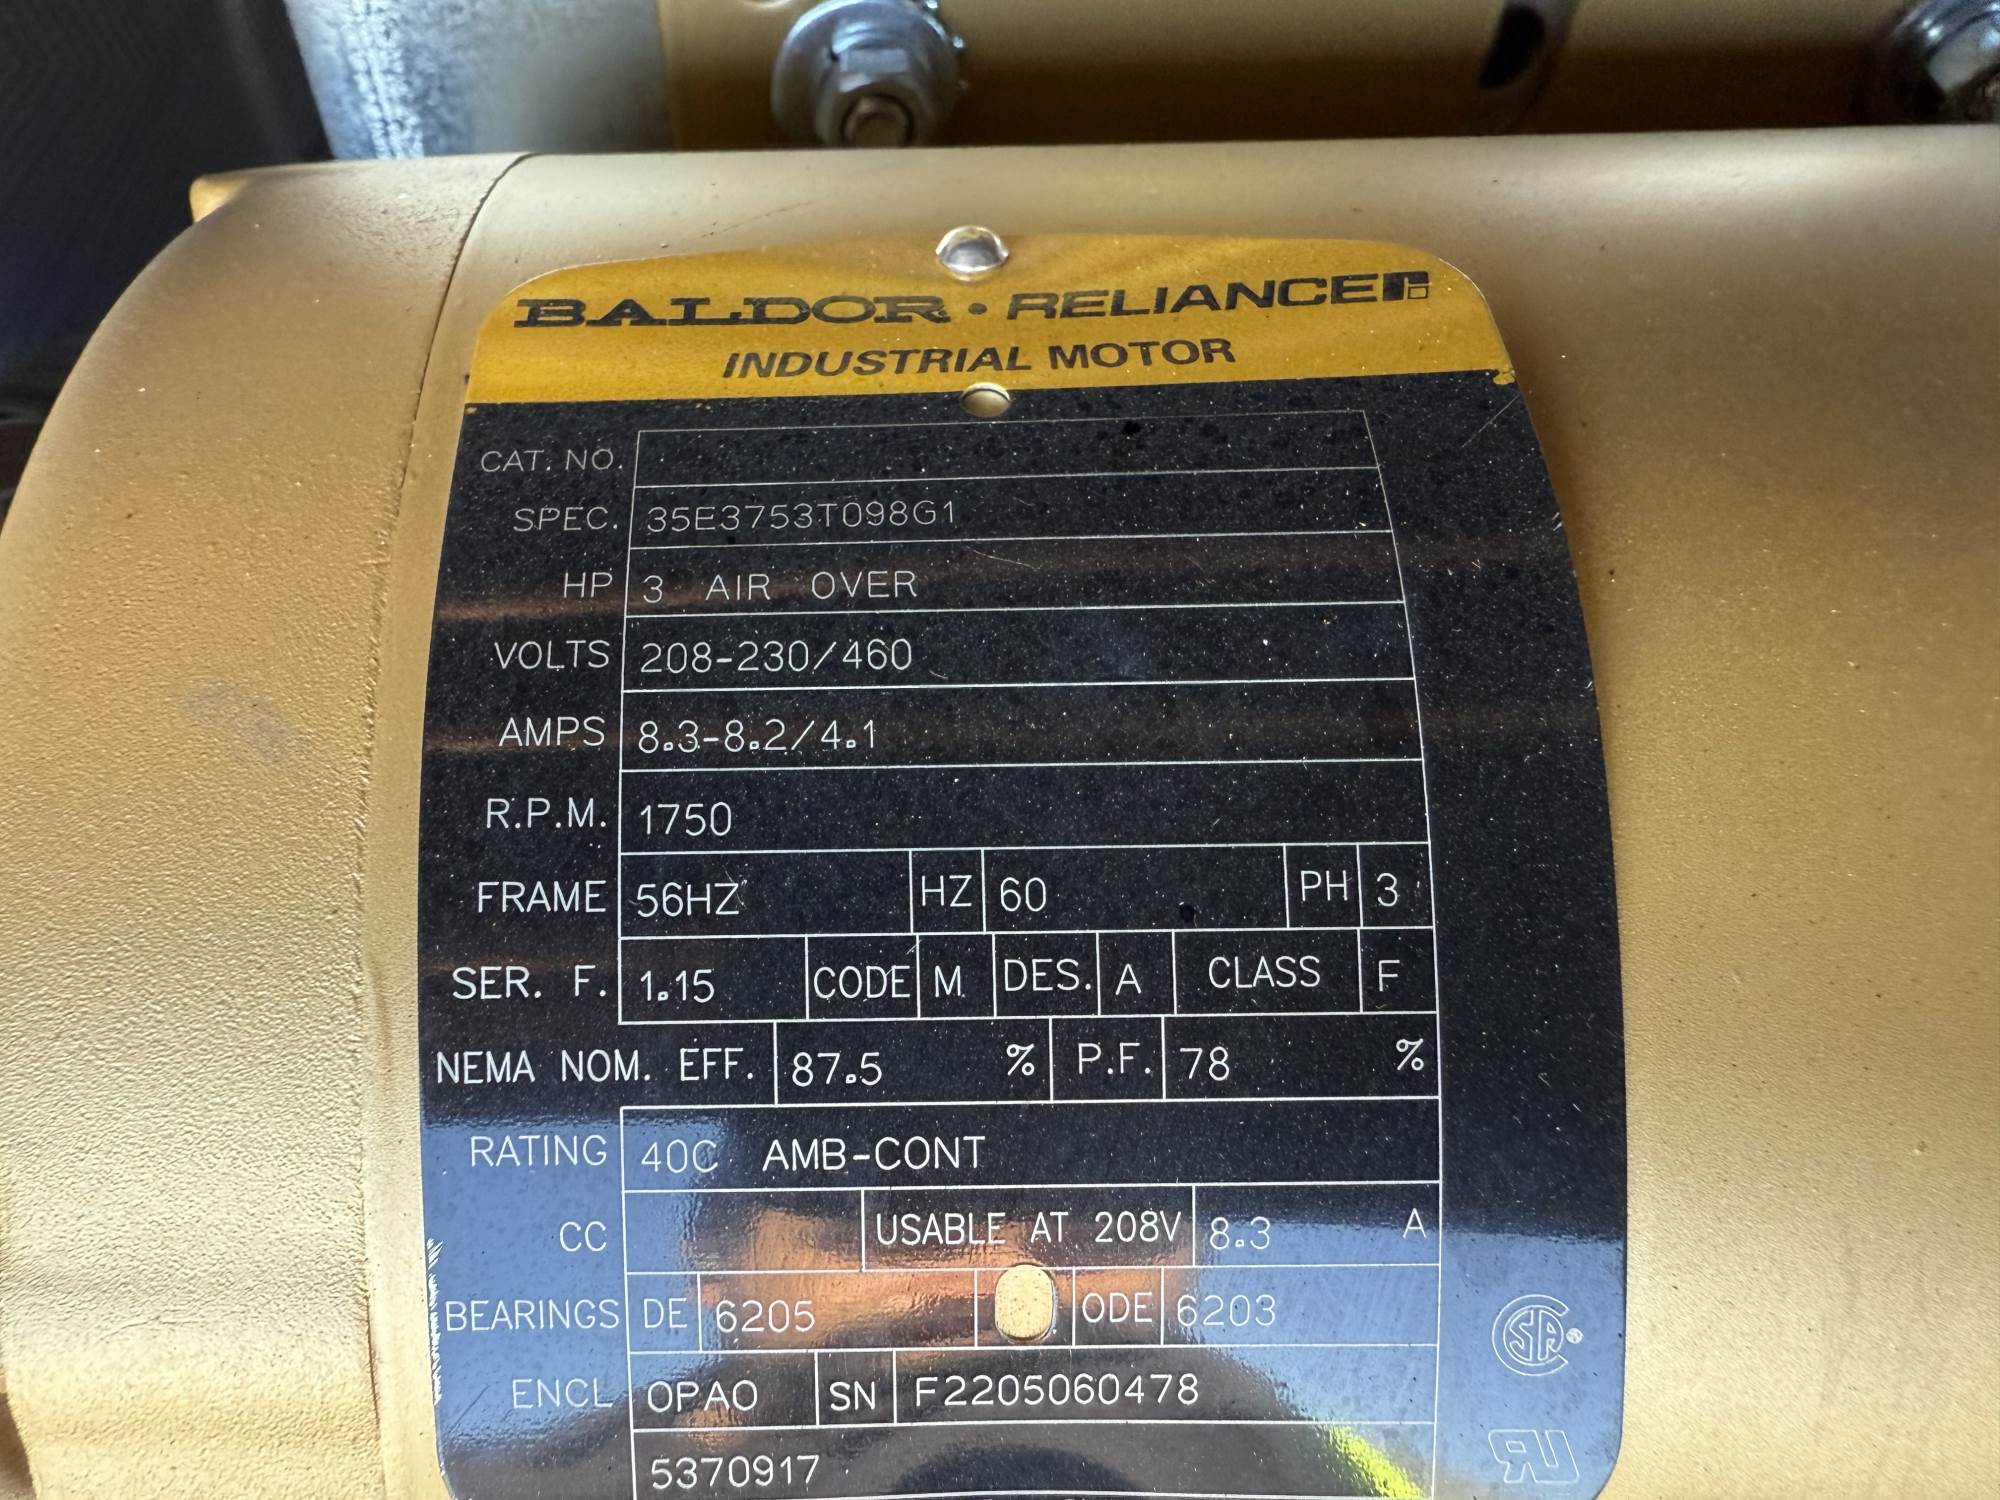 BALDOR • RELIANCE
INDUSTRIAL MOTOR
CAT. NO.
SPEC. 35E3753T098G1
HP 3 AIR OVER
VOLTS 208-230/460
AMPS 8.3-8.2/4.1
R.P.M. 1750
FRAME 56HZ HZ 60 PH 3
SER. F. 1.15 CODE M DES. A CLASS F
NEMA NOM. EFF. 87.5 % P.F. 78 %
RATING 40C AMB-CONT
CC USABLE AT 208V 8.3 A
BEARINGS DE 6205 ODE 6203
ENCL OPAO SN F2205060478
5370917